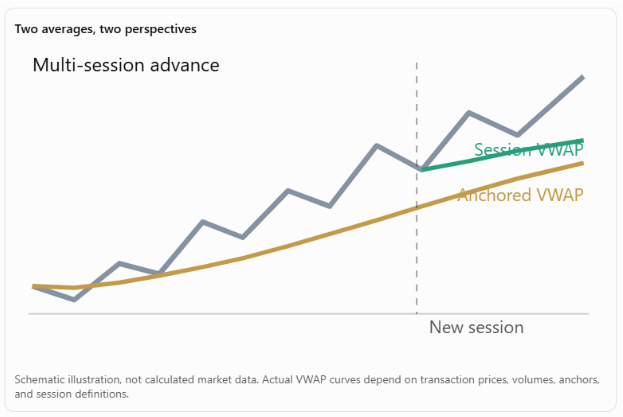 Two averages, two perspectives
Multi-session advance
Session VWAP
Anchored VWAP
New session
Schematic illustration, not calculated market data. Actual VWAP curves depend on transaction prices, volumes, anchors,
and session definitions.